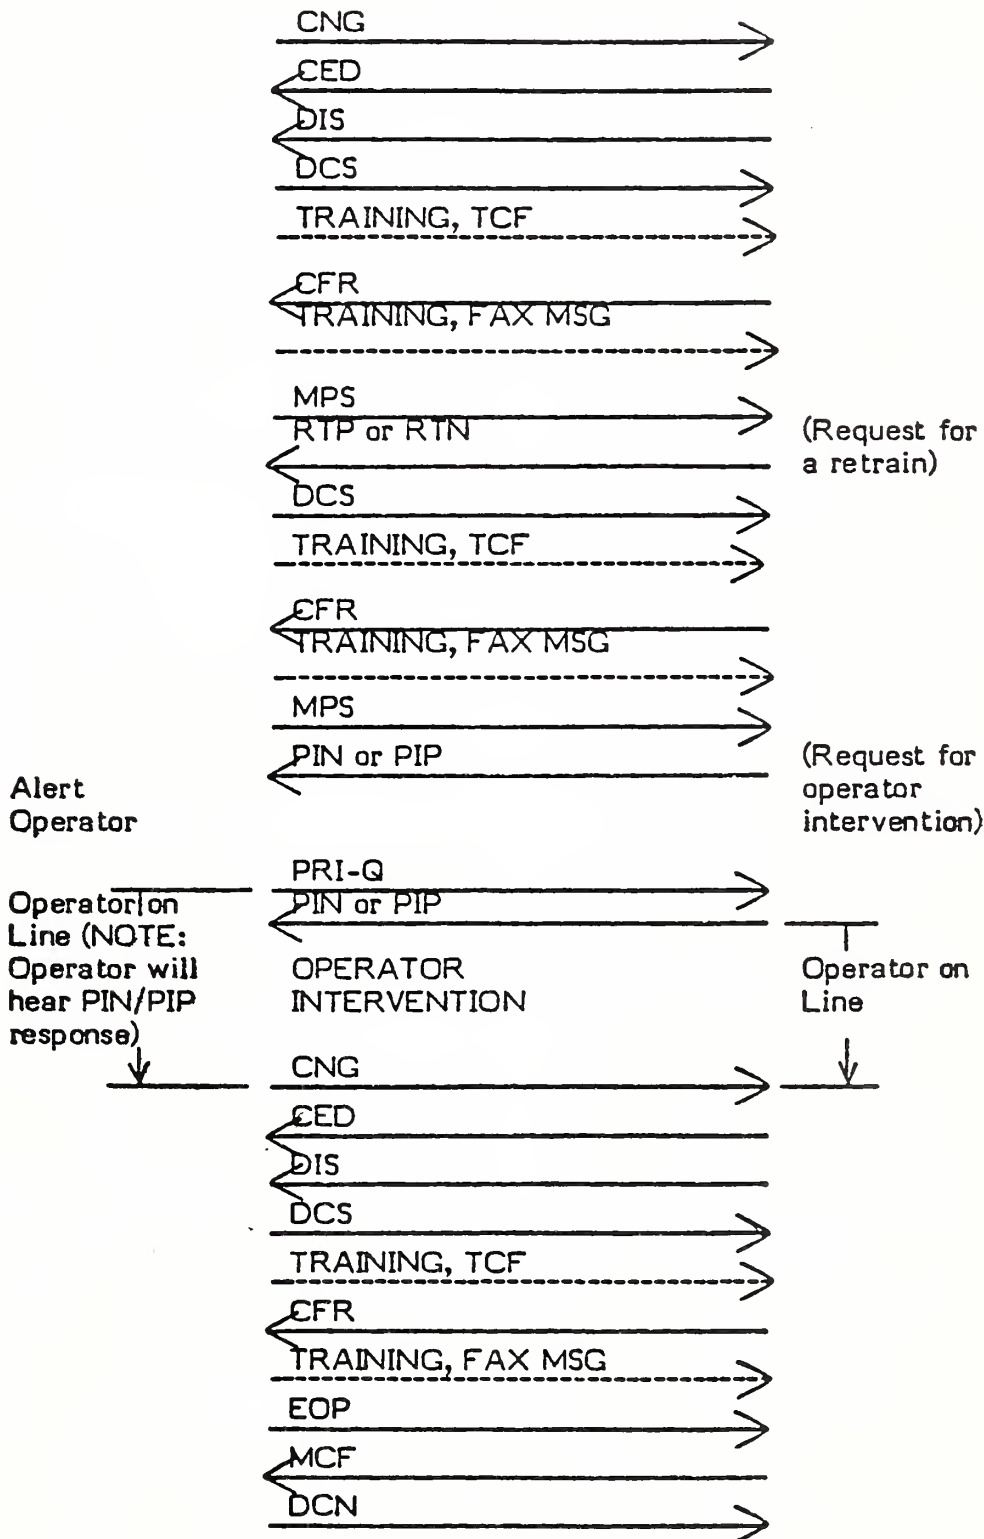 CNG
CED
DIS
DCS
TRAINING, TCF
CFR
TRAINING, FAX MSG
MPS
RTP or RTN
(Request for
a retrain)
DCS
TRAINING, TCF
CFR
TRAINING, FAX MSG
MPS
PIN or PIP
(Request for
operator
intervention)
Alert
Operator
PRI-Q
PIN or PIP
Operator on
Line (NOTE:
Operator will
hear PIN/PIP
response)
OPERATOR
INTERVENTION
Operator on
Line
CNG
CED
DIS
DCS
TRAINING, TCF
CFR
TRAINING, FAX MSG
EOP
MCF
DCN